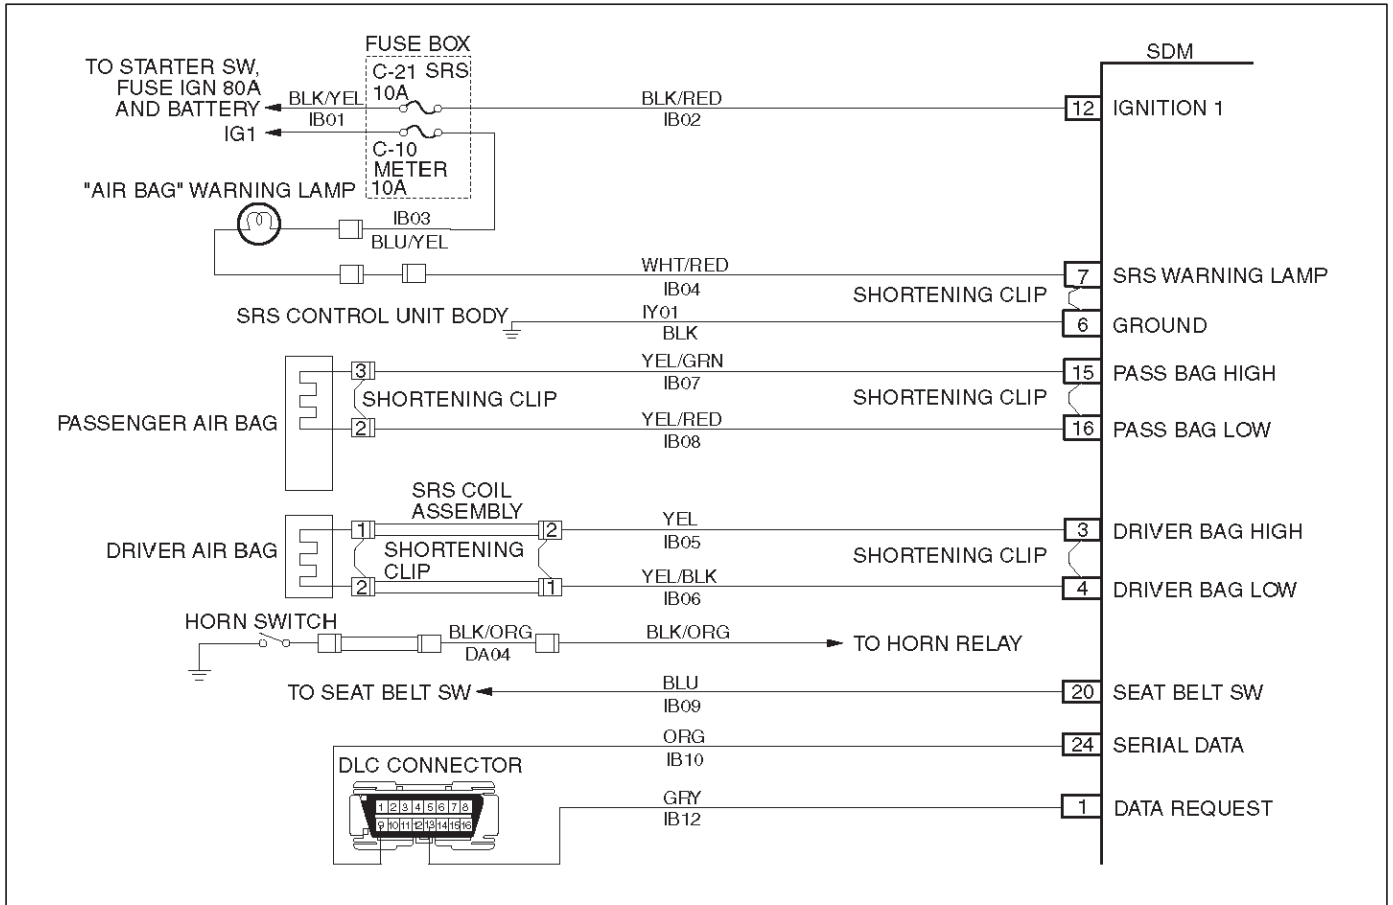 FUSE BOX
SDM
TO STARTER SW,
FUSE IGN 80A
AND BATTERY
C-21 SRS
10A
BLK/YEL
IB01
BLK/RED
IB02
12
IGNITION 1
IG1
C-10
METER
10A
"AIR BAG" WARNING LAMP
IB03
BLU/YEL
WHT/RED
IB04
7
SRS WARNING LAMP
SHORTENING CLIP
SRS CONTROL UNIT BODY
IY01
BLK
6
GROUND
PASSENGER AIR BAG
3
YEL/GRN
IB07
15
PASS BAG HIGH
SHORTENING CLIP
SHORTENING CLIP
2
YEL/RED
IB08
16
PASS BAG LOW
SRS COIL
ASSEMBLY
DRIVER AIR BAG
1
2
YEL
IB05
3
DRIVER BAG HIGH
SHORTENING
CLIP
SHORTENING CLIP
2
1
YEL/BLK
IB06
4
DRIVER BAG LOW
HORN SWITCH
BLK/ORG
DA04
BLK/ORG
TO HORN RELAY
TO SEAT BELT SW
BLU
IB09
20
SEAT BELT SW
ORG
IB10
24
SERIAL DATA
DLC CONNECTOR
1 2 3 4 5 6 7 8
9 10 11 12 13 14 15 16
GRY
IB12
1
DATA REQUEST